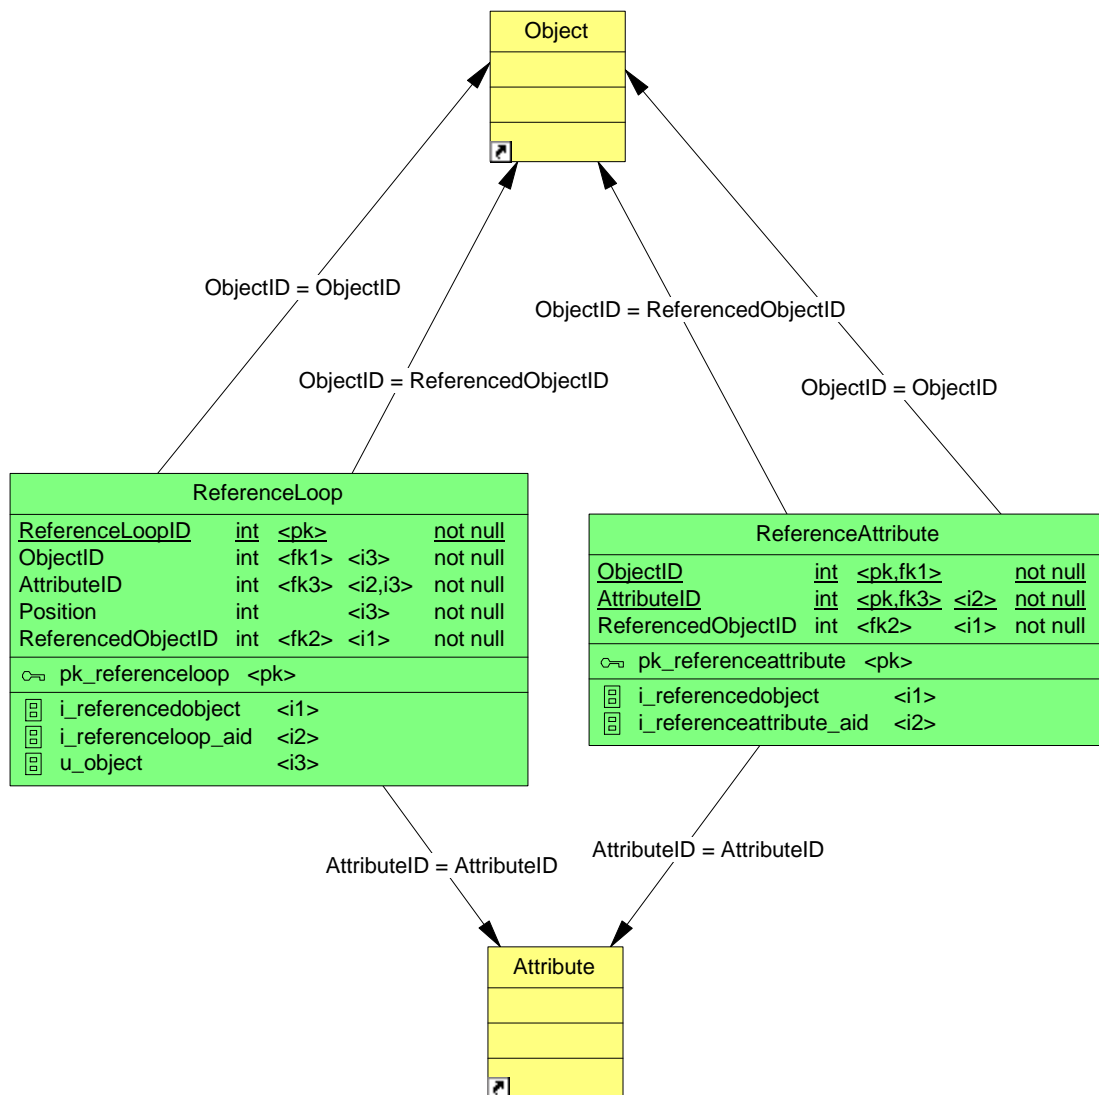 Object
ObjectID = ObjectID
ObjectID = ReferencedObjectID
ObjectID = ReferencedObjectID
ObjectID = ObjectID
ReferenceLoop
ReferenceLoopID int <pk> not null
ObjectID int <fk1> <i3> not null
AttributeID int <fk3> <i2,i3> not null
Position int <i3> not null
ReferencedObjectID int <fk2> <i1> not null
pk_referenceloop <pk>
i_referencedobject <i1>
i_referenceloop_aid <i2>
u_object <i3>
ReferenceAttribute
ObjectID int <pk,fk1> not null
AttributeID int <pk,fk3> <i2> not null
ReferencedObjectID int <fk2> <i1> not null
pk_referenceattribute <pk>
i_referencedobject <i1>
i_referenceattribute_aid <i2>
AttributeID = AttributeID
AttributeID = AttributeID
Attribute